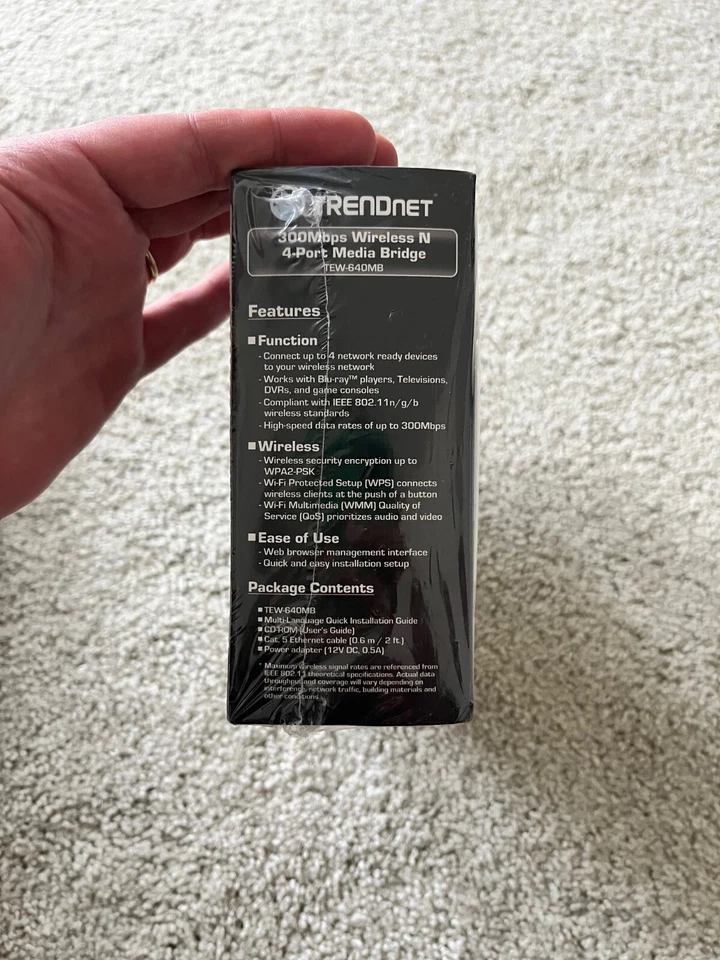 TRENDNET
300Mbps Wireless N
4-Port Media Bridge
TEW-640MB
Features
■ Function
- Connect up to 4 network ready devices
to your wireless network
- Works with Blu-ray™ players, Televisions,
DVRs, and game consoles
- Compliant with IEEE 802.11n/g/b
wireless standards
- High-speed data rates of up to 300Mbps
■ Wireless
- Wireless security encryption up to
WPA2-PSK
- Wi-Fi Protected Setup (WPS) connects
wireless clients at the push of a button
- Wi-Fi Multimedia (WMM) Quality of
Service (QoS) prioritizes audio and video
■ Ease of Use
- Web browser management interface
- Quick and easy installation setup
Package Contents
■ TEW-640MB
■ Multi-Language Quick Installation Guide
■ CD-ROM (User's Guide)
■ Cat. 5 Ethernet cable (0.6 m / 2 ft.)
■ Power adapter (12V DC, 0.5A)
* Maximum wireless signal rates are referenced from
IEEE 802.11 theoretical specifications. Actual data
throughput and coverage will vary depending on
interference, network traffic, building materials and
other conditions